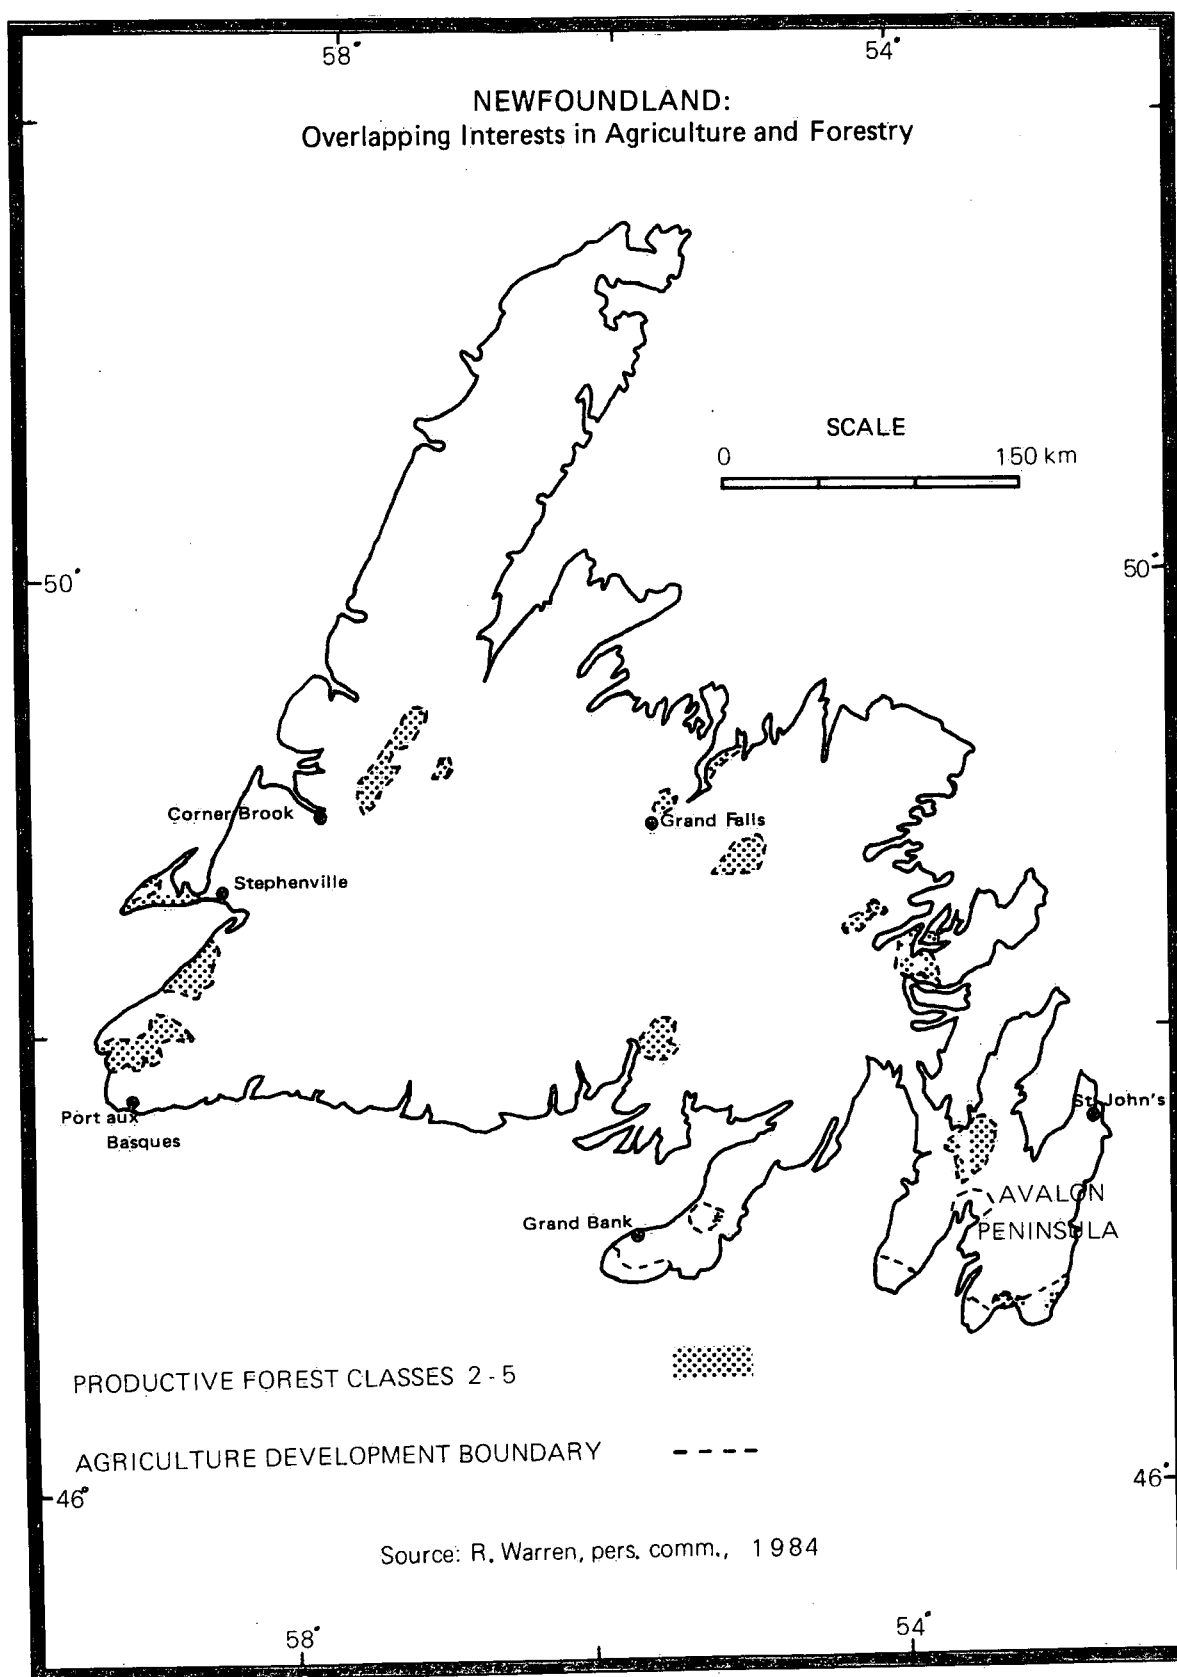 58°
54°
NEWFOUNDLAND:
Overlapping Interests in Agriculture and Forestry
SCALE
0 150 km
50°
50°
Corner Brook
Grand Falls
Stephenville
Port aux
Basques
St. John's
AVALON
PENINSULA
Grand Bank
PRODUCTIVE FOREST CLASSES 2 - 5
AGRICULTURE DEVELOPMENT BOUNDARY
46°
46°
Source: R. Warren, pers. comm., 1984
58°
54°